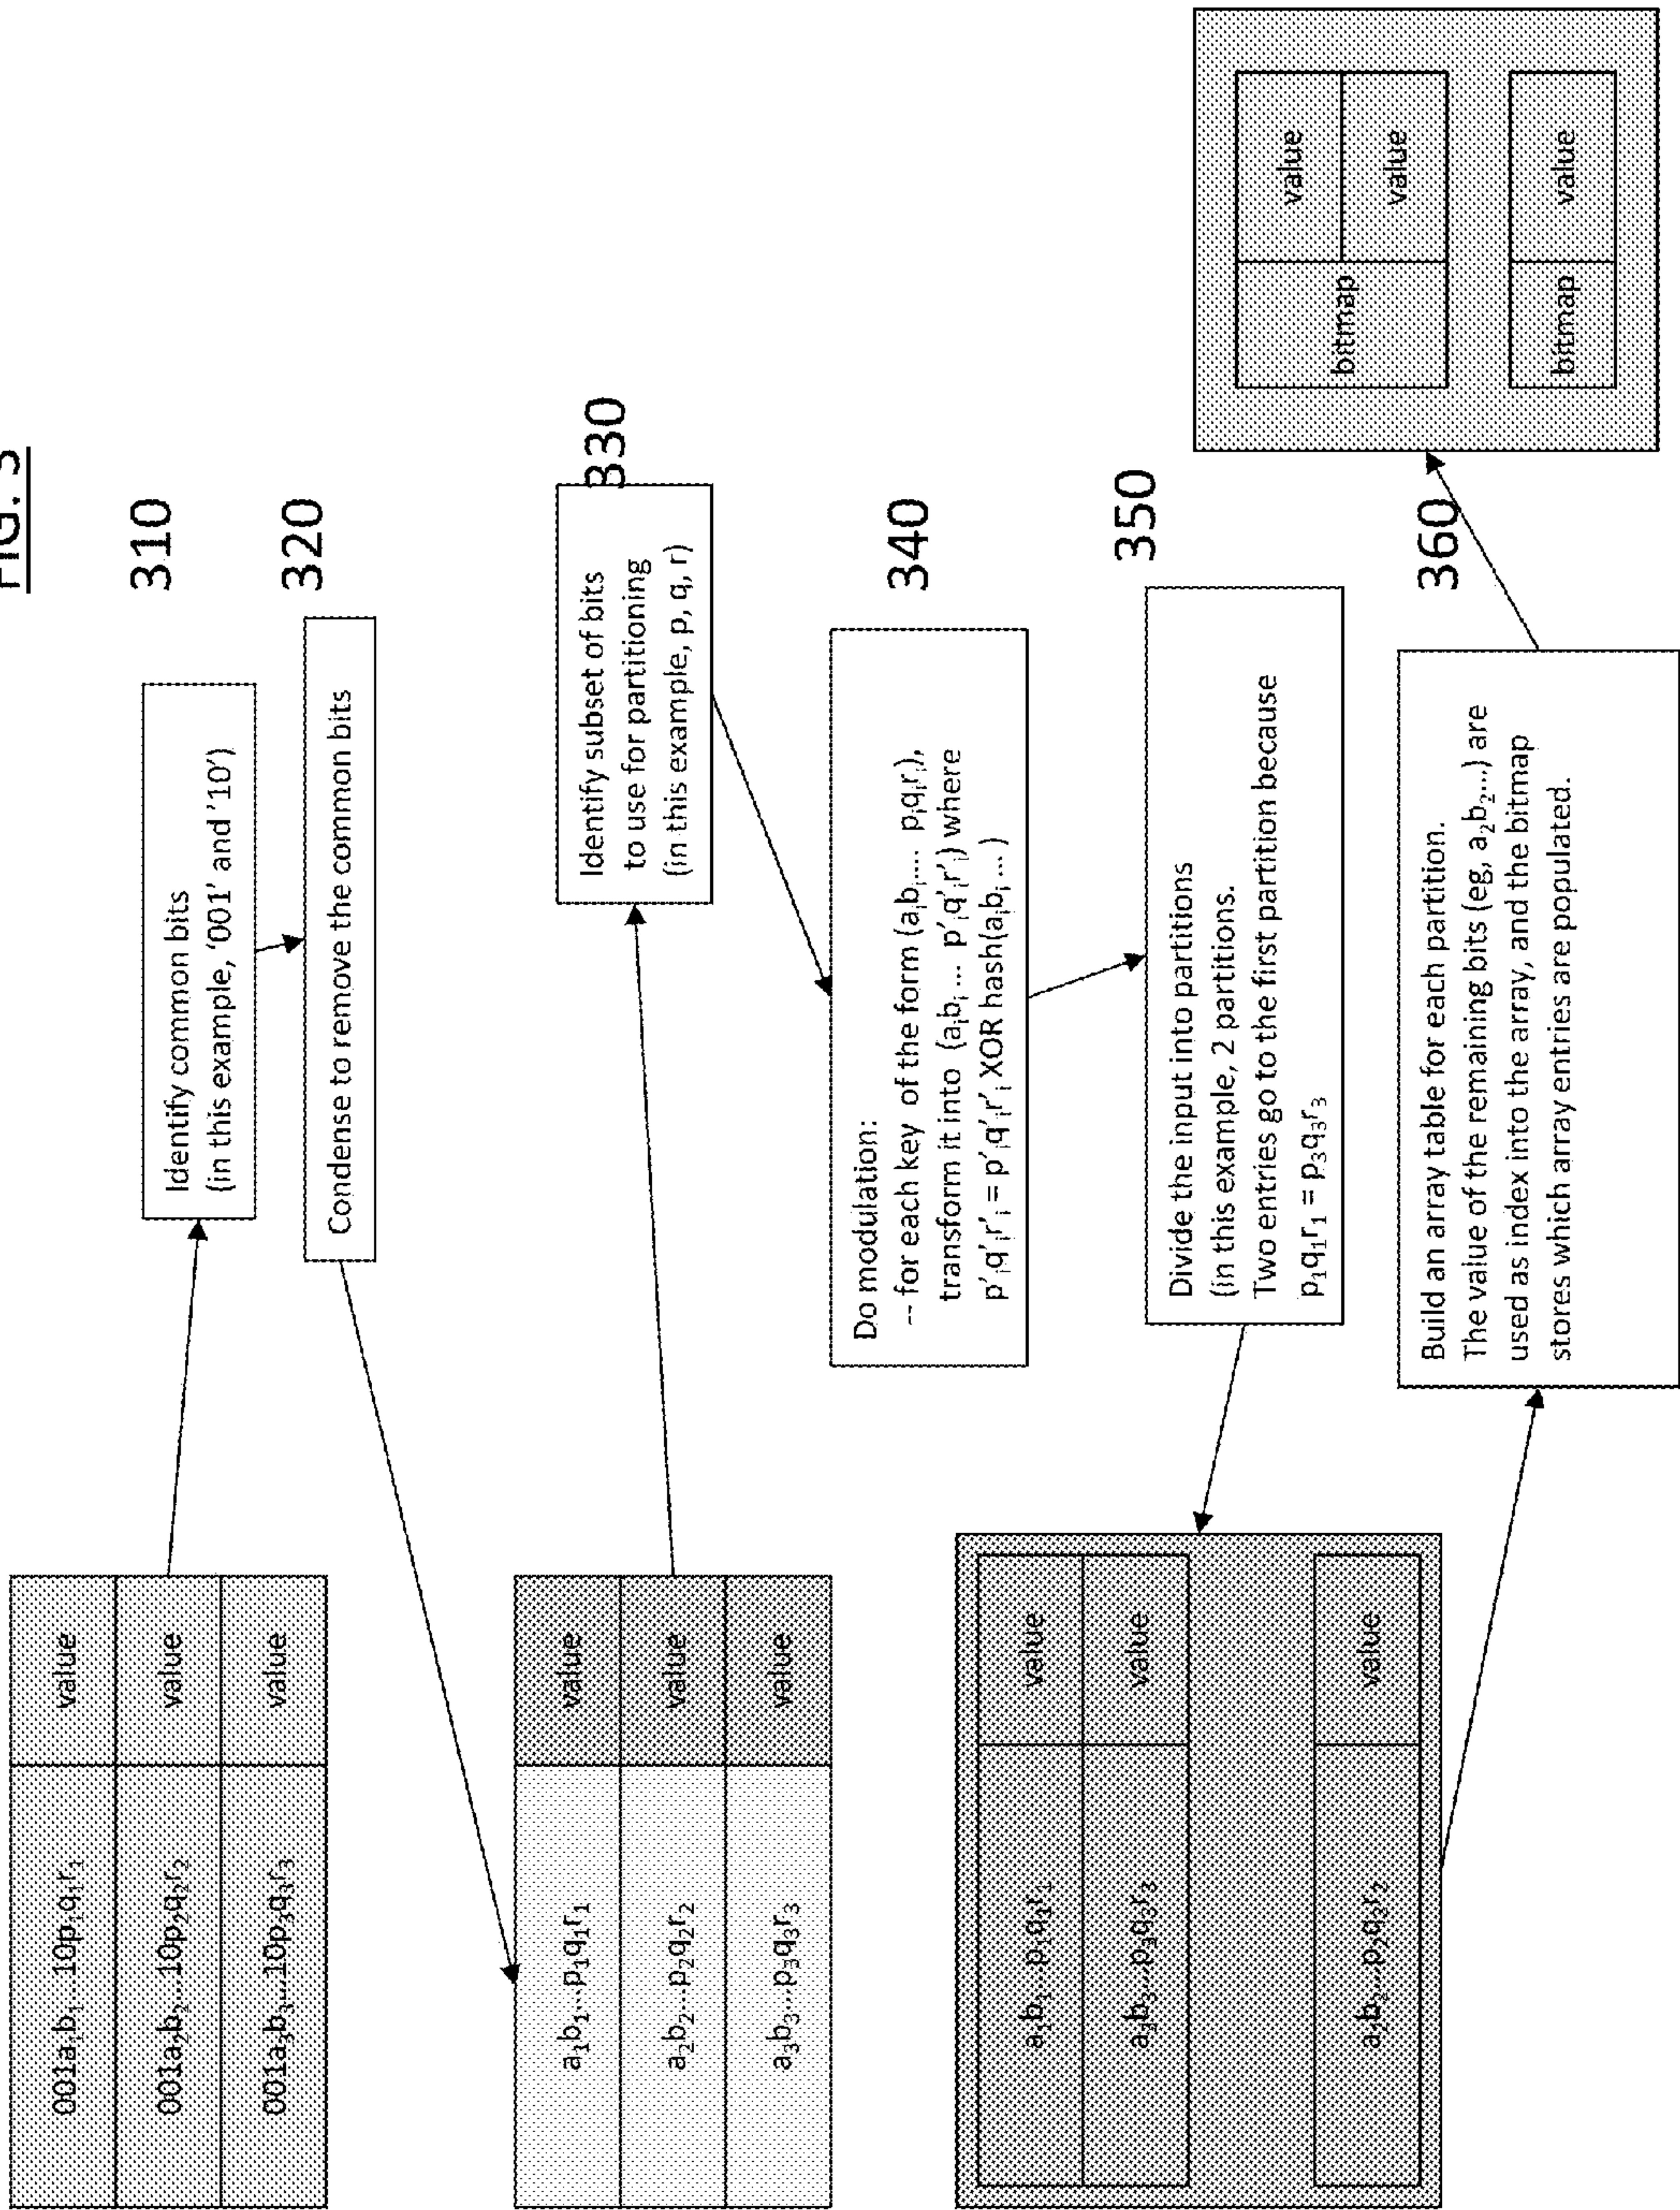 FIG. 3
310
320
330
340
350
360
001a₁b₁...10p₁q₁r₁ value
001a₂b₂...10p₂q₂r₂ value
001a₃b₃...10p₃q₃r₃ value
Identify common bits
(in this example, ‘001’ and ’10’)
Condense to remove the common bits
a₁b₁...p₁q₁r₁ value
a₂b₂...p₂q₂r₂ value
a₃b₃...p₃q₃r₃ value
Identify subset of bits
to use for partitioning
(in this example, p, q, r)
Do modulation:
-- for each key of the form (aᵢbᵢ... pᵢqᵢrᵢ),
transform it into (aᵢbᵢ... p’ᵢq’ᵢr’ᵢ) where
p’ᵢq’ᵢr’ᵢ = p’ᵢq’ᵢr’ᵢ XOR hash(aᵢbᵢ...)
Divide the input into partitions
(in this example, 2 partitions.
Two entries go to the first partition because
p₁q₁r₁ = p₃q₃r₃
a₁b₁...p₁q₁r₁ value
a₃b₃...p₃q₃r₃ value
a₂b₂...p₂q₂r₂ value
Build an array table for each partition.
The value of the remaining bits (eg, a₂b₂...) are
used as index into the array, and the bitmap
stores which array entries are populated.
bitmap value
value
bitmap value